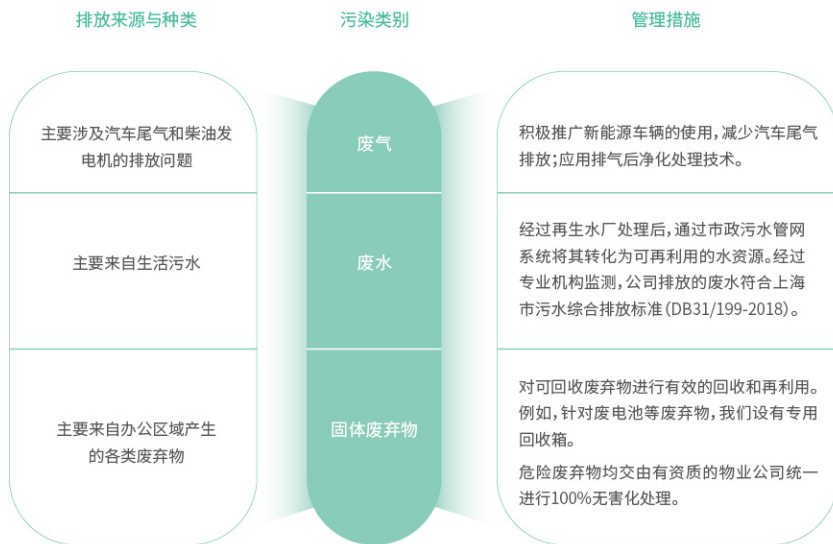 排放来源与种类
污染类别
管理措施
主要涉及汽车尾气和柴油发
电机的排放问题
废气
积极推广新能源车辆的使用，减少汽车尾气
排放；应用排气后净化处理技术。
主要来自生活污水
废水
经过再生水厂处理后，通过市政污水管网
系统将其转化为可再利用的水资源。经过
专业机构监测，公司排放的废水符合上海
市污水综合排放标准（DB31/199-2018）。
主要来自办公区域产生
的各类废弃物
固体废弃物
对可回收废弃物进行有效的回收和再利用。
例如，针对废电池等废弃物，我们设有专用
回收箱。
危险废弃物均交由有资质的物业公司统一
进行100%无害化处理。